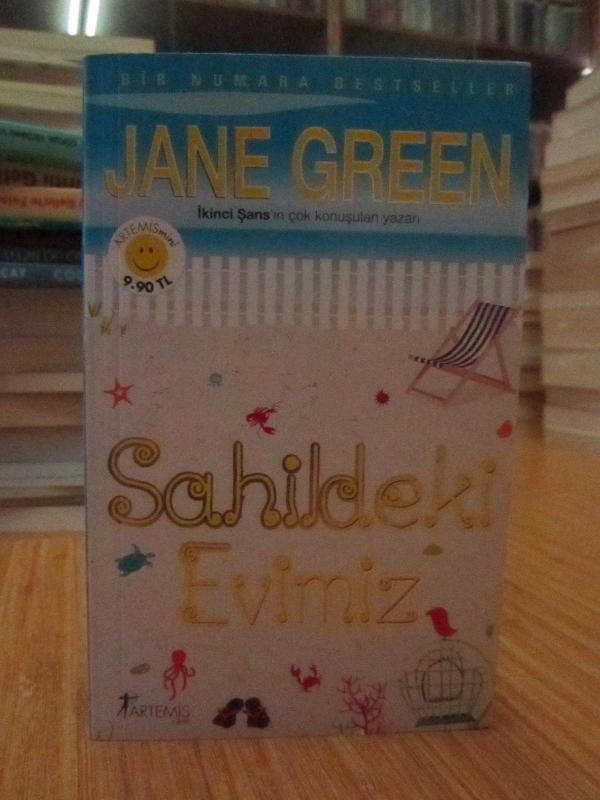 BİR NUMARA BESTSELLER
JANE GREEN
İkinci Şans'ın çok konuşulan yazarı
ARTEMİSmini
9.90 TL
Sahildeki
Evimiz
ARTEMİS